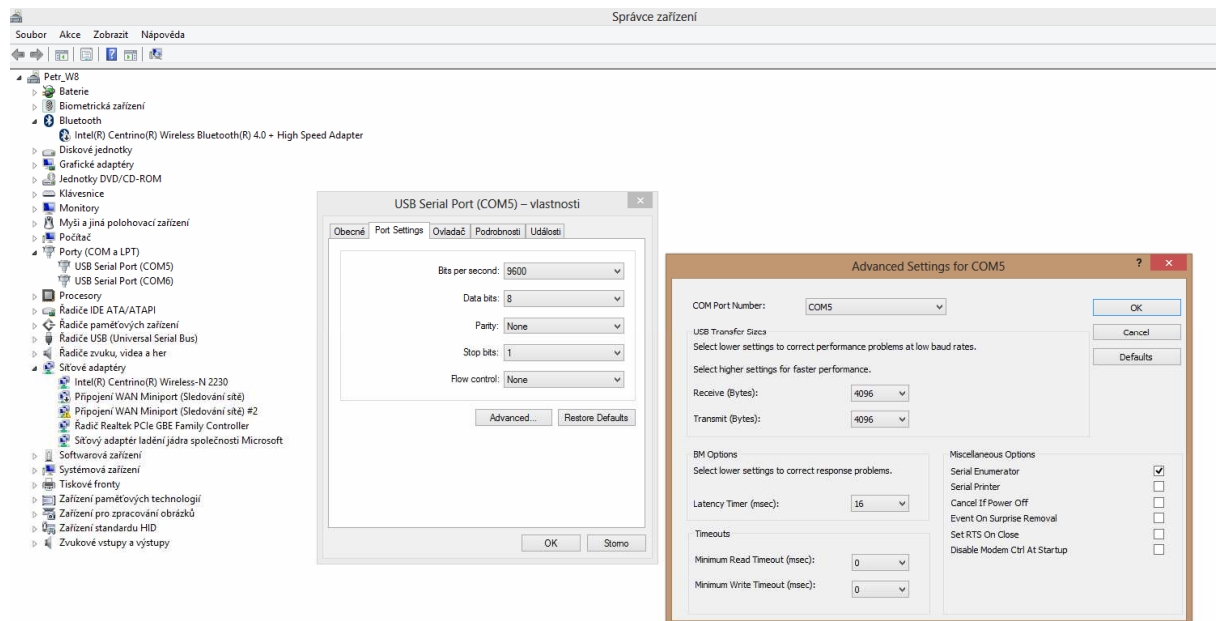 Správce zařízení
Soubor Akce Zobrazit Nápověda
Petr_W8
Baterie
Biometrická zařízení
Bluetooth
Intel(R) Centrino(R) Wireless Bluetooth(R) 4.0 + High Speed Adapter
Diskové jednotky
Grafické adaptéry
Jednotky DVD/CD-ROM
Klávesnice
Monitory
Myši a jiná polohovací zařízení
Počítač
Porty (COM a LPT)
USB Serial Port (COM5)
USB Serial Port (COM6)
Procesory
Řadiče IDE ATA/ATAPI
Řadiče paměťových zařízení
Řadiče USB (Universal Serial Bus)
Řadiče zvuku, videa a her
Síťové adaptéry
Intel(R) Centrino(R) Wireless-N 2230
Připojení WAN Miniport (Sledování sítě)
Připojení WAN Miniport (Sledování sítě) #2
Řadič Realtek PCIe GBE Family Controller
Síťový adaptér ladění jádra společnosti Microsoft
Softwarová zařízení
Systémová zařízení
Tiskové fronty
Zařízení paměťových technologií
Zařízení pro zpracování obrázků
Zařízení standardu HID
Zvukové vstupy a výstupy
USB Serial Port (COM5) – vlastnosti
Obecné Port Settings Ovladač Podrobnosti Události
Bits per second: 9600
Data bits: 8
Parity: None
Stop bits: 1
Flow control: None
Advanced... Restore Defaults
OK Storno
Advanced Settings for COM5
COM Port Number: COM5
OK
Cancel
Defaults
USB Transfer Sizes
Select lower settings to correct performance problems at low baud rates.
Select higher settings for faster performance.
Receive (Bytes): 4096
Transmit (Bytes): 4096
BM Options
Select lower settings to correct response problems.
Latency Timer (msec): 16
Timeouts
Minimum Read Timeout (msec): 0
Minimum Write Timeout (msec): 0
Miscellaneous Options
Serial Enumerator
Serial Printer
Cancel If Power Off
Event On Surprise Removal
Set RTS On Close
Disable Modem Ctrl At Startup